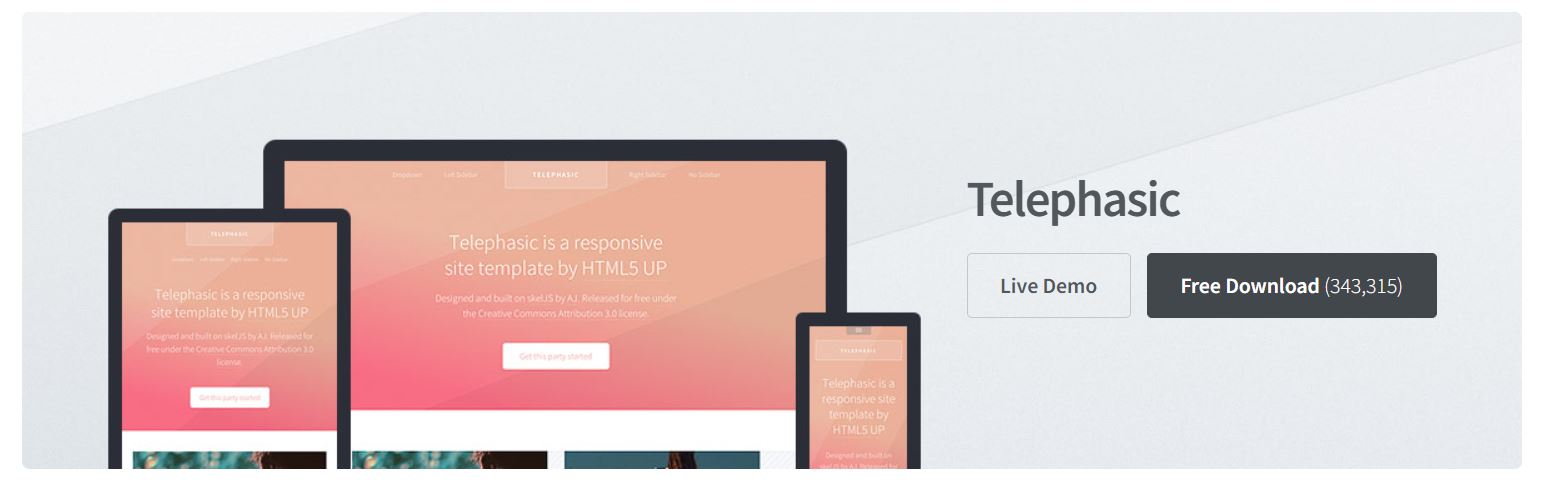 Dropdown Left Sidebar TELEPHASIC Right Sidebar No Sidebar
Telephasic is a responsive
site template by HTML5 UP
Designed and built on skelJS by AJ. Released for free under
the Creative Commons Attribution 3.0 license.
Get this party started
TELEPHASIC
Dropdown Left Sidebar Right Sidebar No Sidebar
Telephasic is a responsive
site template by HTML5 UP
Designed and built on skelJS by AJ. Released for
free under the Creative Commons Attribution 3.0
license.
Get this party started
TELEPHASIC
Telephasic is a
responsive site
template by
HTML5 UP
Designed and built on
skelJS by AJ. Released for
Telephasic
Live Demo
Free Download (343,315)